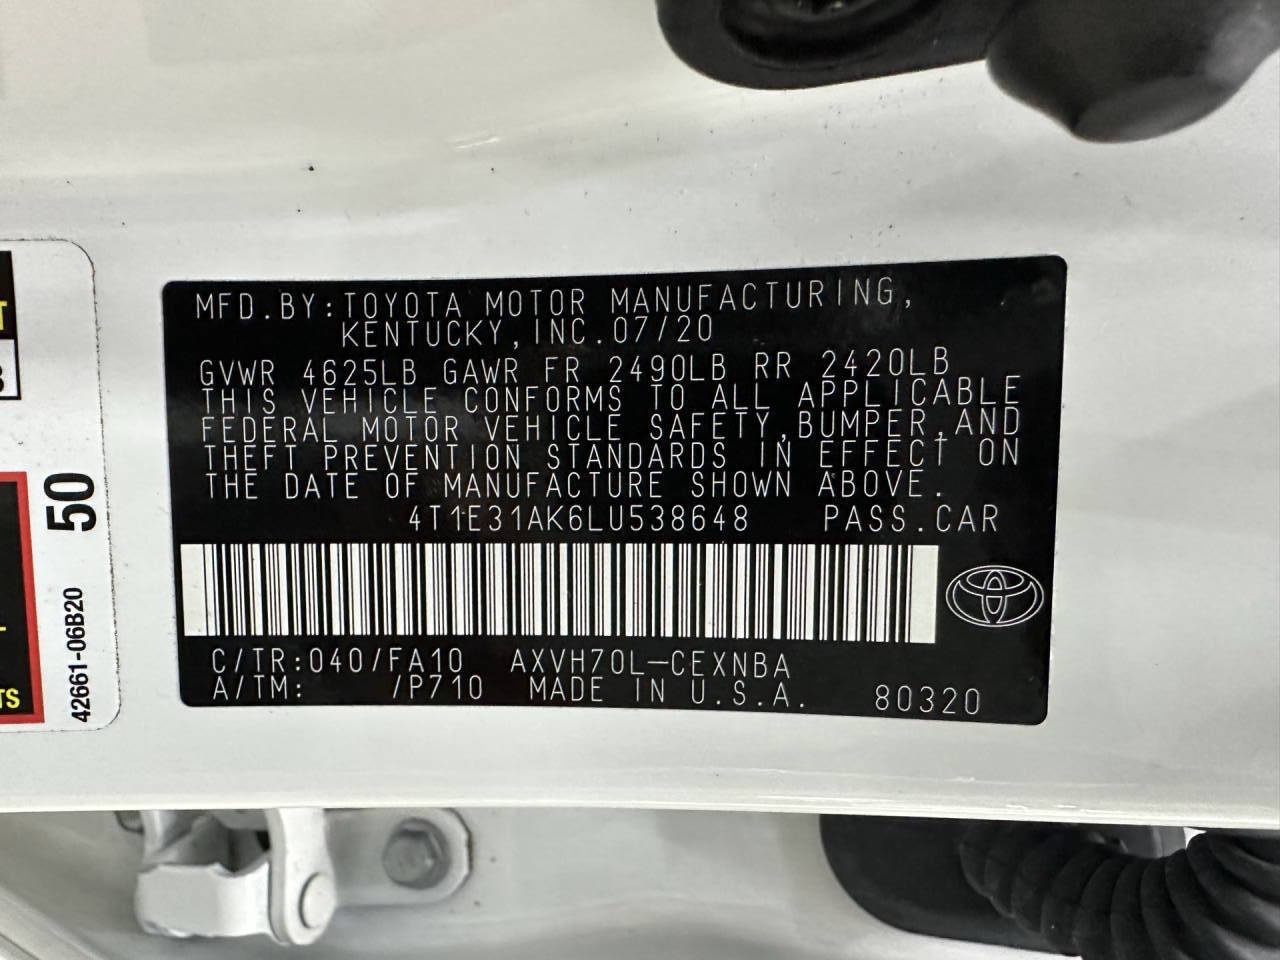 MFD.BY:TOYOTA MOTOR MANUFACTURING,
KENTUCKY,INC.07/20
GVWR 4625LB GAWR FR 2490LB RR 2420LB
THIS VEHICLE CONFORMS TO ALL APPLICABLE
FEDERAL MOTOR VEHICLE SAFETY,BUMPER,AND
THEFT PREVENTION STANDARDS IN EFFECT ON
THE DATE OF MANUFACTURE SHOWN ABOVE.
4T1E31AK6LU538648 PASS.CAR
C/TR:040/FA10 AXVH70L-CEXNBA
A/TM: /P710 MADE IN U.S.A. 80320
50
42661-06B20